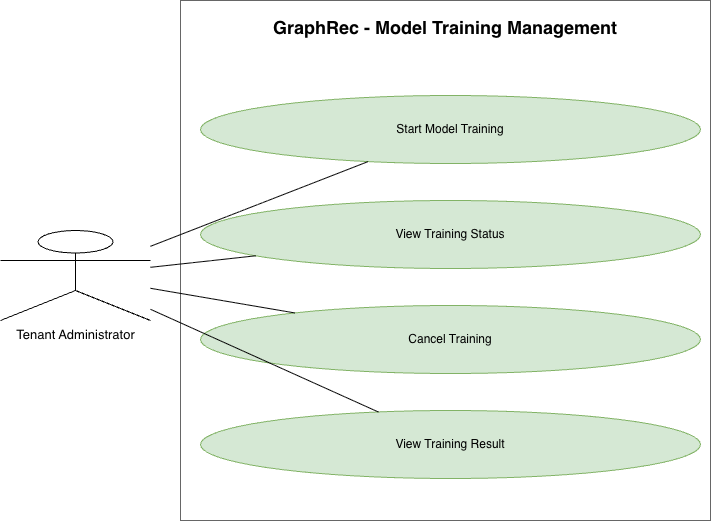 GraphRec - Model Training Management
Start Model Training
View Training Status
Cancel Training
Tenant Administrator
View Training Result